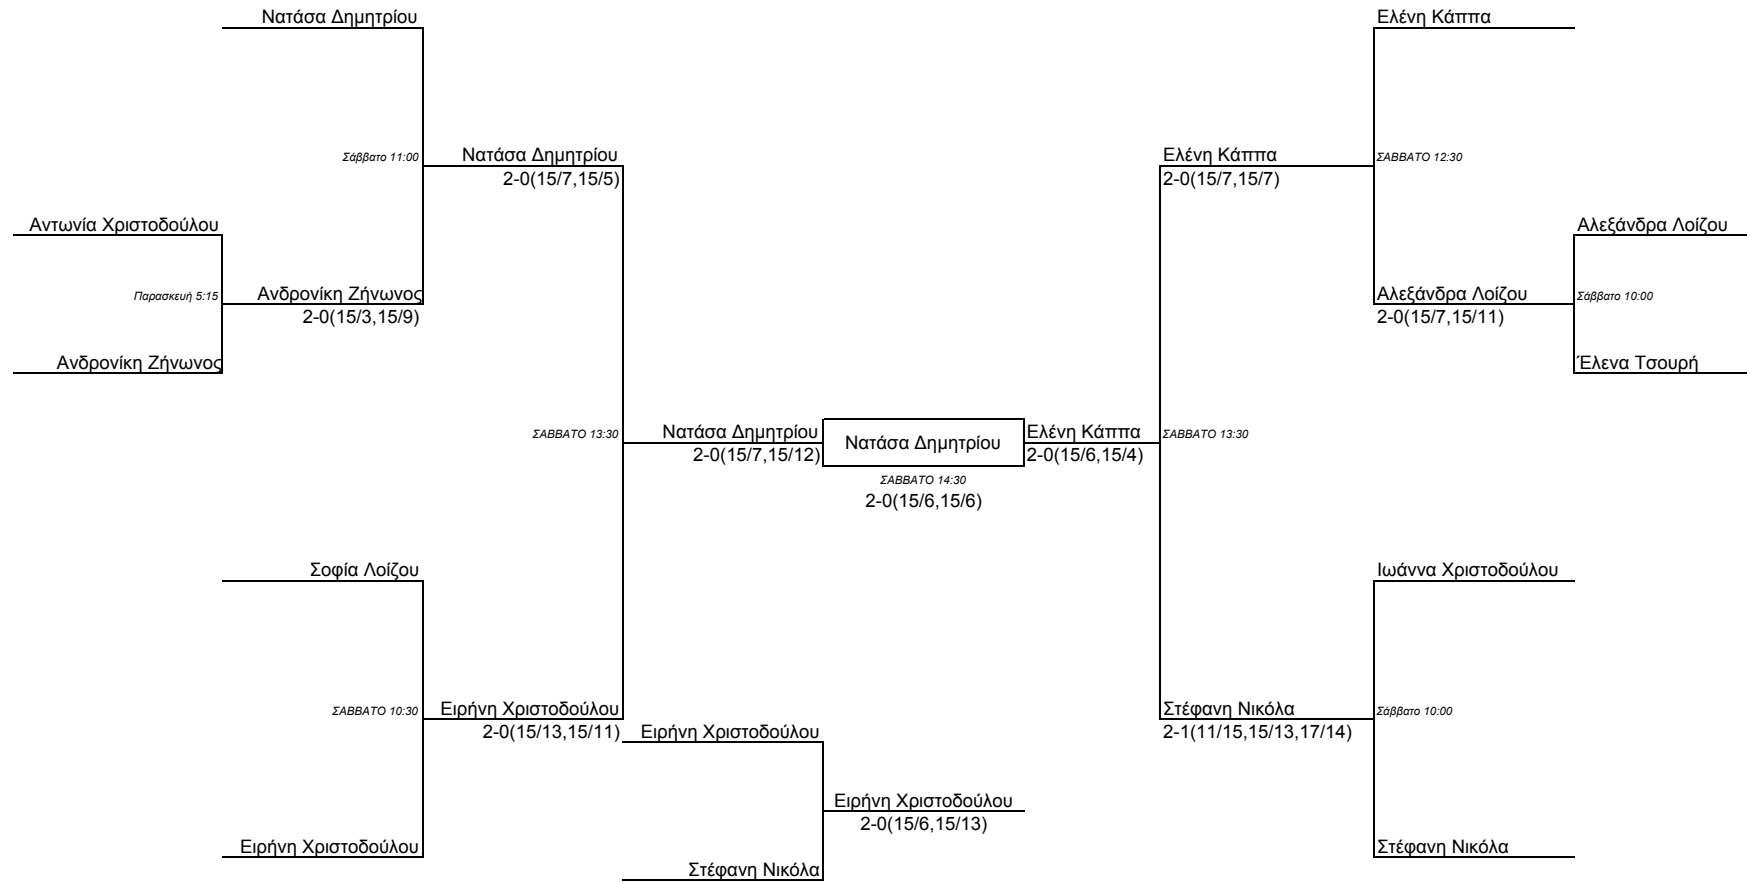 Νατάσα Δημητρίου
Ελένη Κάππα
Σάββατο 11:00
Νατάσα Δημητρίου
2-0(15/7,15/5)
Ελένη Κάππα
2-0(15/7,15/7)
ΣΑΒΒΑΤΟ 12:30
Αντωνία Χριστοδούλου
Αλεξάνδρα Λοίζου
Παρασκευή 5:15
Ανδρονίκη Ζήνωνος
2-0(15/3,15/9)
Αλεξάνδρα Λοίζου
2-0(15/7,15/11)
Σάββατο 10:00
Ανδρονίκη Ζήνωνος
Έλενα Τσουρή
ΣΑΒΒΑΤΟ 13:30
Νατάσα Δημητρίου
2-0(15/7,15/12)
Νατάσα Δημητρίου
Ελένη Κάππα
2-0(15/6,15/4)
ΣΑΒΒΑΤΟ 13:30
ΣΑΒΒΑΤΟ 14:30
2-0(15/6,15/6)
Σοφία Λοίζου
Ιωάννα Χριστοδούλου
ΣΑΒΒΑΤΟ 10:30
Ειρήνη Χριστοδούλου
2-0(15/13,15/11)
Στέφανη Νικόλα
2-1(11/15,15/13,17/14)
Σάββατο 10:00
Ειρήνη Χριστοδούλου
Ειρήνη Χριστοδούλου
2-0(15/6,15/13)
Ειρήνη Χριστοδούλου
Στέφανη Νικόλα
Στέφανη Νικόλα